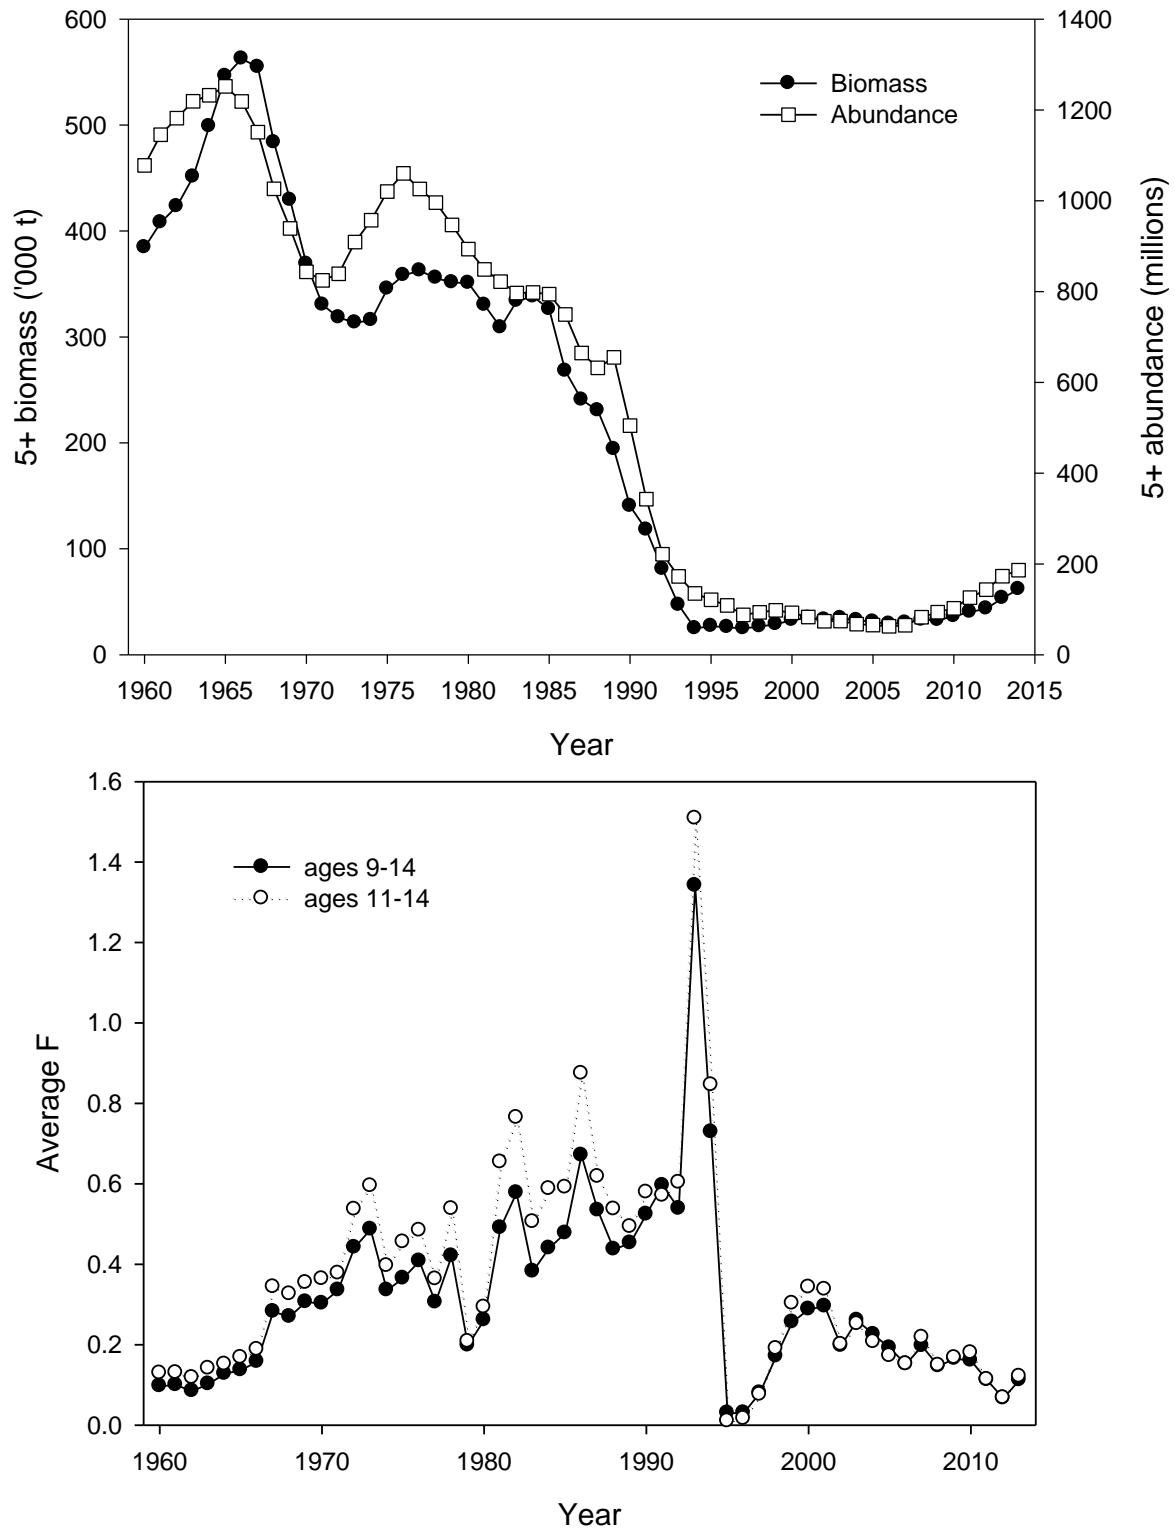 600
500
400
300
200
100
0
5+ biomass ('000 t)
1400
1200
1000
800
600
400
200
0
5+ abundance (millions)
Biomass
Abundance
1960 1965 1970 1975 1980 1985 1990 1995 2000 2005 2010 2015
Year
1.6
1.4
1.2
1.0
0.8
0.6
0.4
0.2
0.0
Average F
ages 9-14
ages 11-14
1960 1970 1980 1990 2000 2010
Year